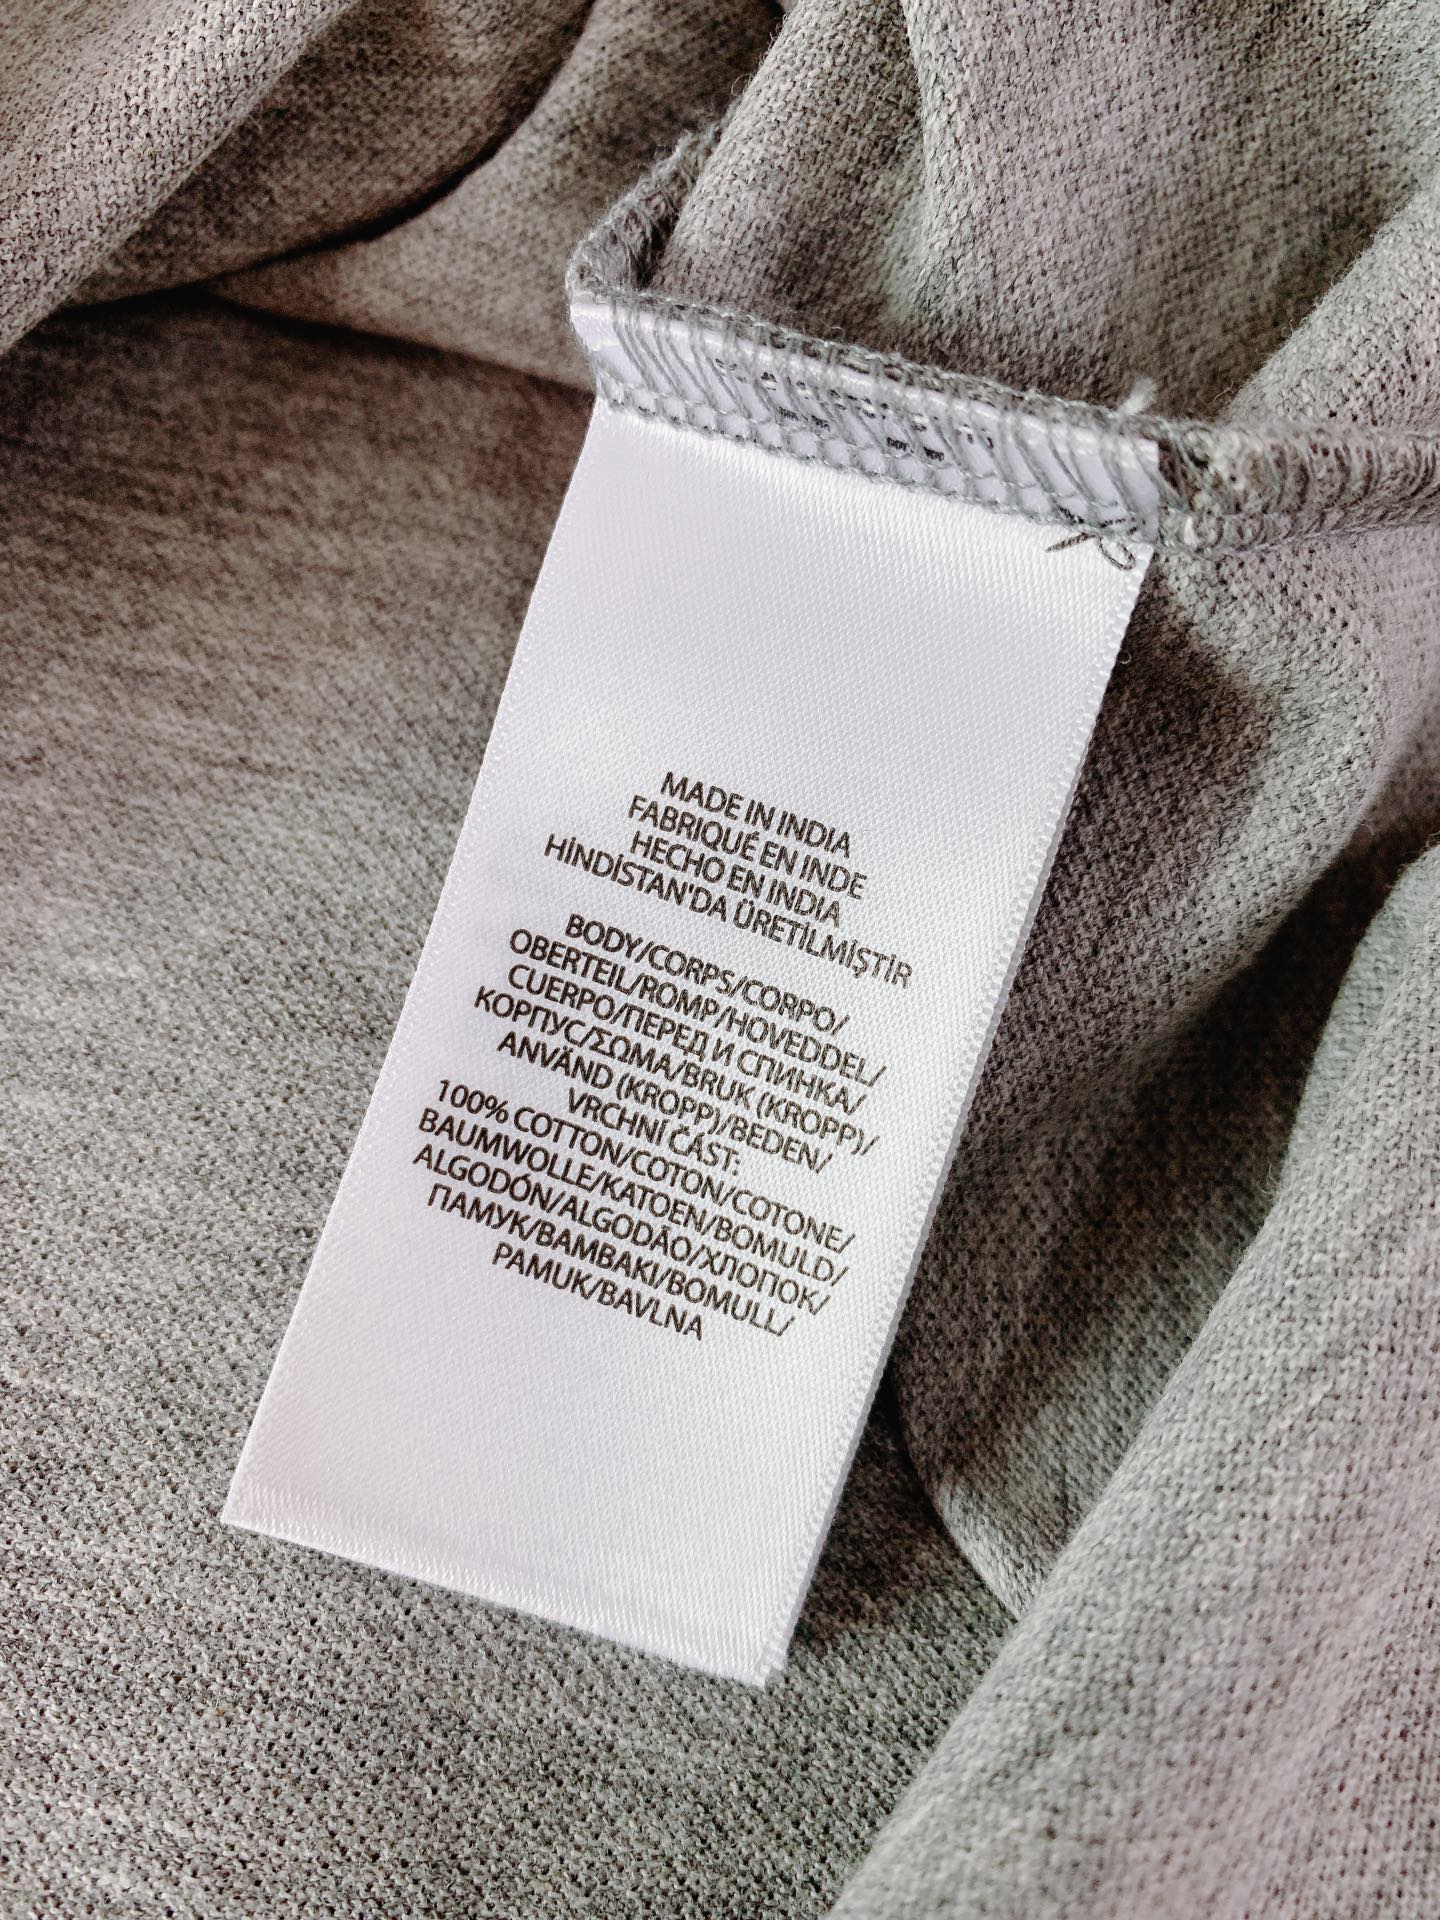 MADE IN INDIA
FABRIQUÉ EN INDE
HECHO EN INDIA
HİNDİSTAN'DA ÜRETİLMİŞTİR
BODY/CORPS/CORPO/
OBERTEIL/ROMP/HOVEDDEL/
CUERPO/ПЕРЕД И СПИНКА/
КОРПУС/ΣΩΜΑ/BRUK (KROPP)/
ANVÄND (KROPP)/BEDEN/
VRCHNÍ ČÁST:
100% COTTON/COTON/COTONE/
BAUMWOLLE/KATOEN/BOMULD/
ALGODÓN/ALGODÃO/ХЛОПОК/
ПАМУК/ΒΑΜΒΑΚΙ/BOMULL/
PAMUK/BAVLNA